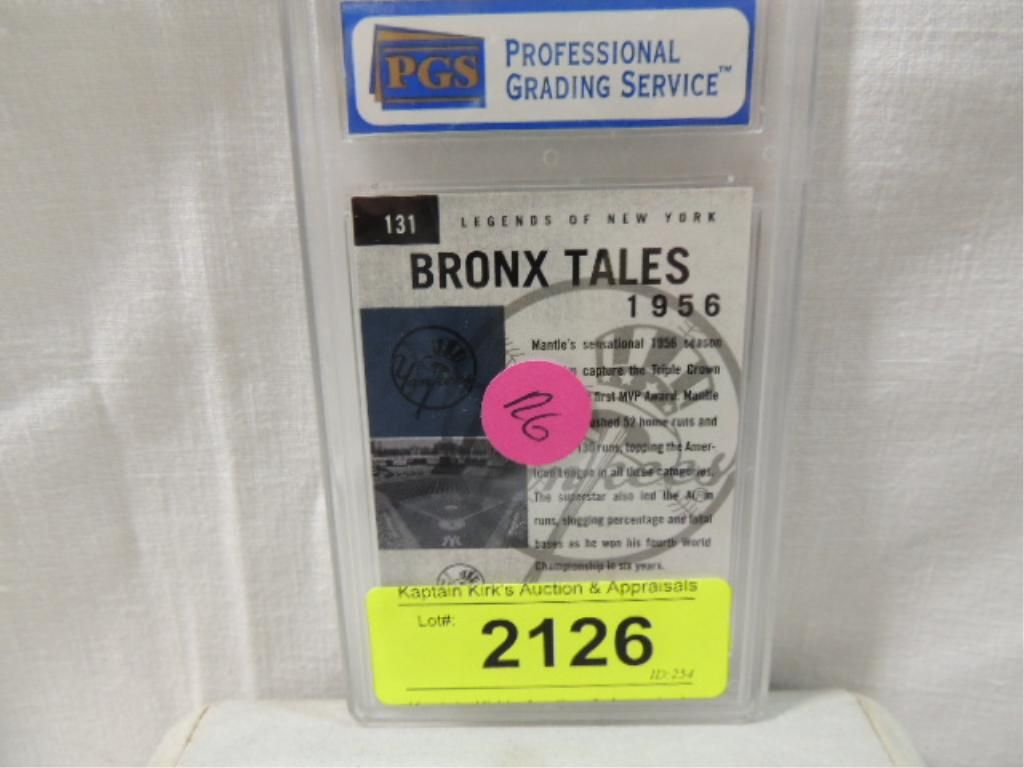 PGS
PROFESSIONAL
GRADING SERVICE™
131
LEGENDS OF NEW YORK
BRONX TALES
1956
Mantle's sensational 1956 season
capture the Triple Crown
first MVP Award. Mantle
52 home runs and
130 runs, topping the Amer-
ican League in all three categories.
The superstar also led the AL in
runs, slugging percentage and total
bases as he won his fourth World
Championship in six years.
Yankees
NG
Kaptain Kirk's Auction & Appraisals
Lot#:
2126
ID:254